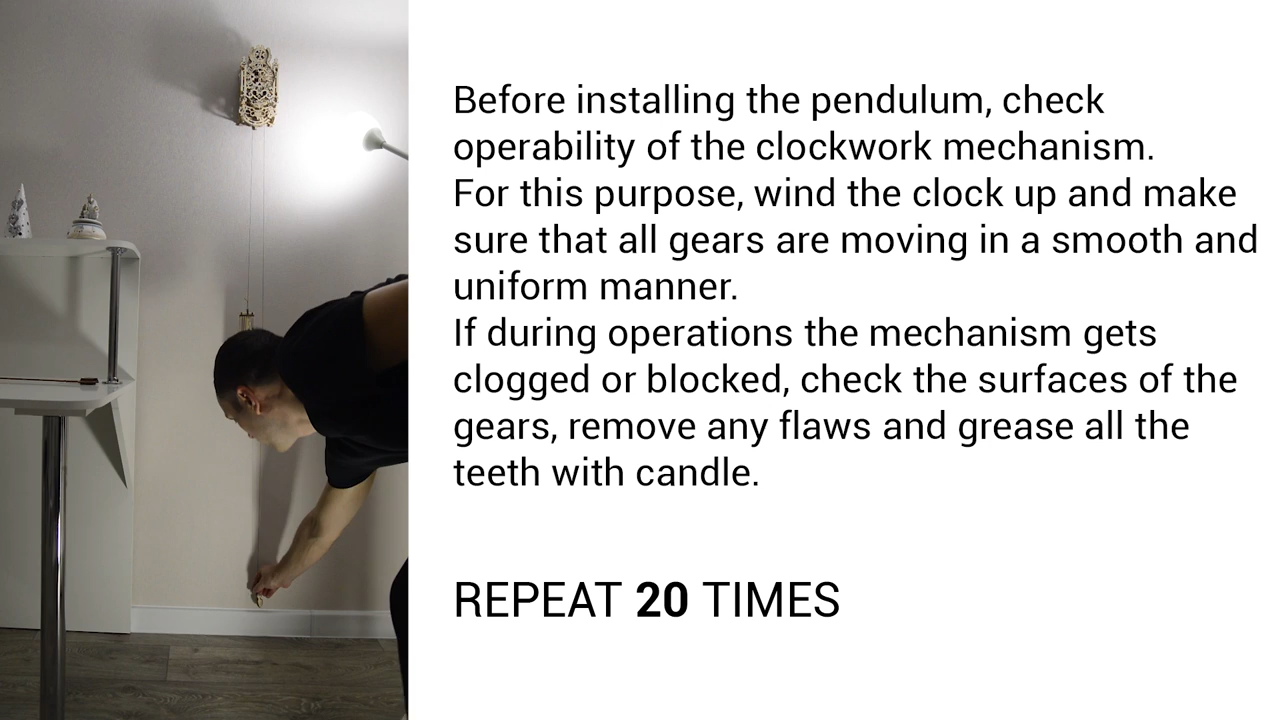 Before installing the pendulum, check
operability of the clockwork mechanism.
For this purpose, wind the clock up and make
sure that all gears are moving in a smooth and
uniform manner.
If during operations the mechanism gets
clogged or blocked, check the surfaces of the
gears, remove any flaws and grease all the
teeth with candle.
REPEAT 20 TIMES